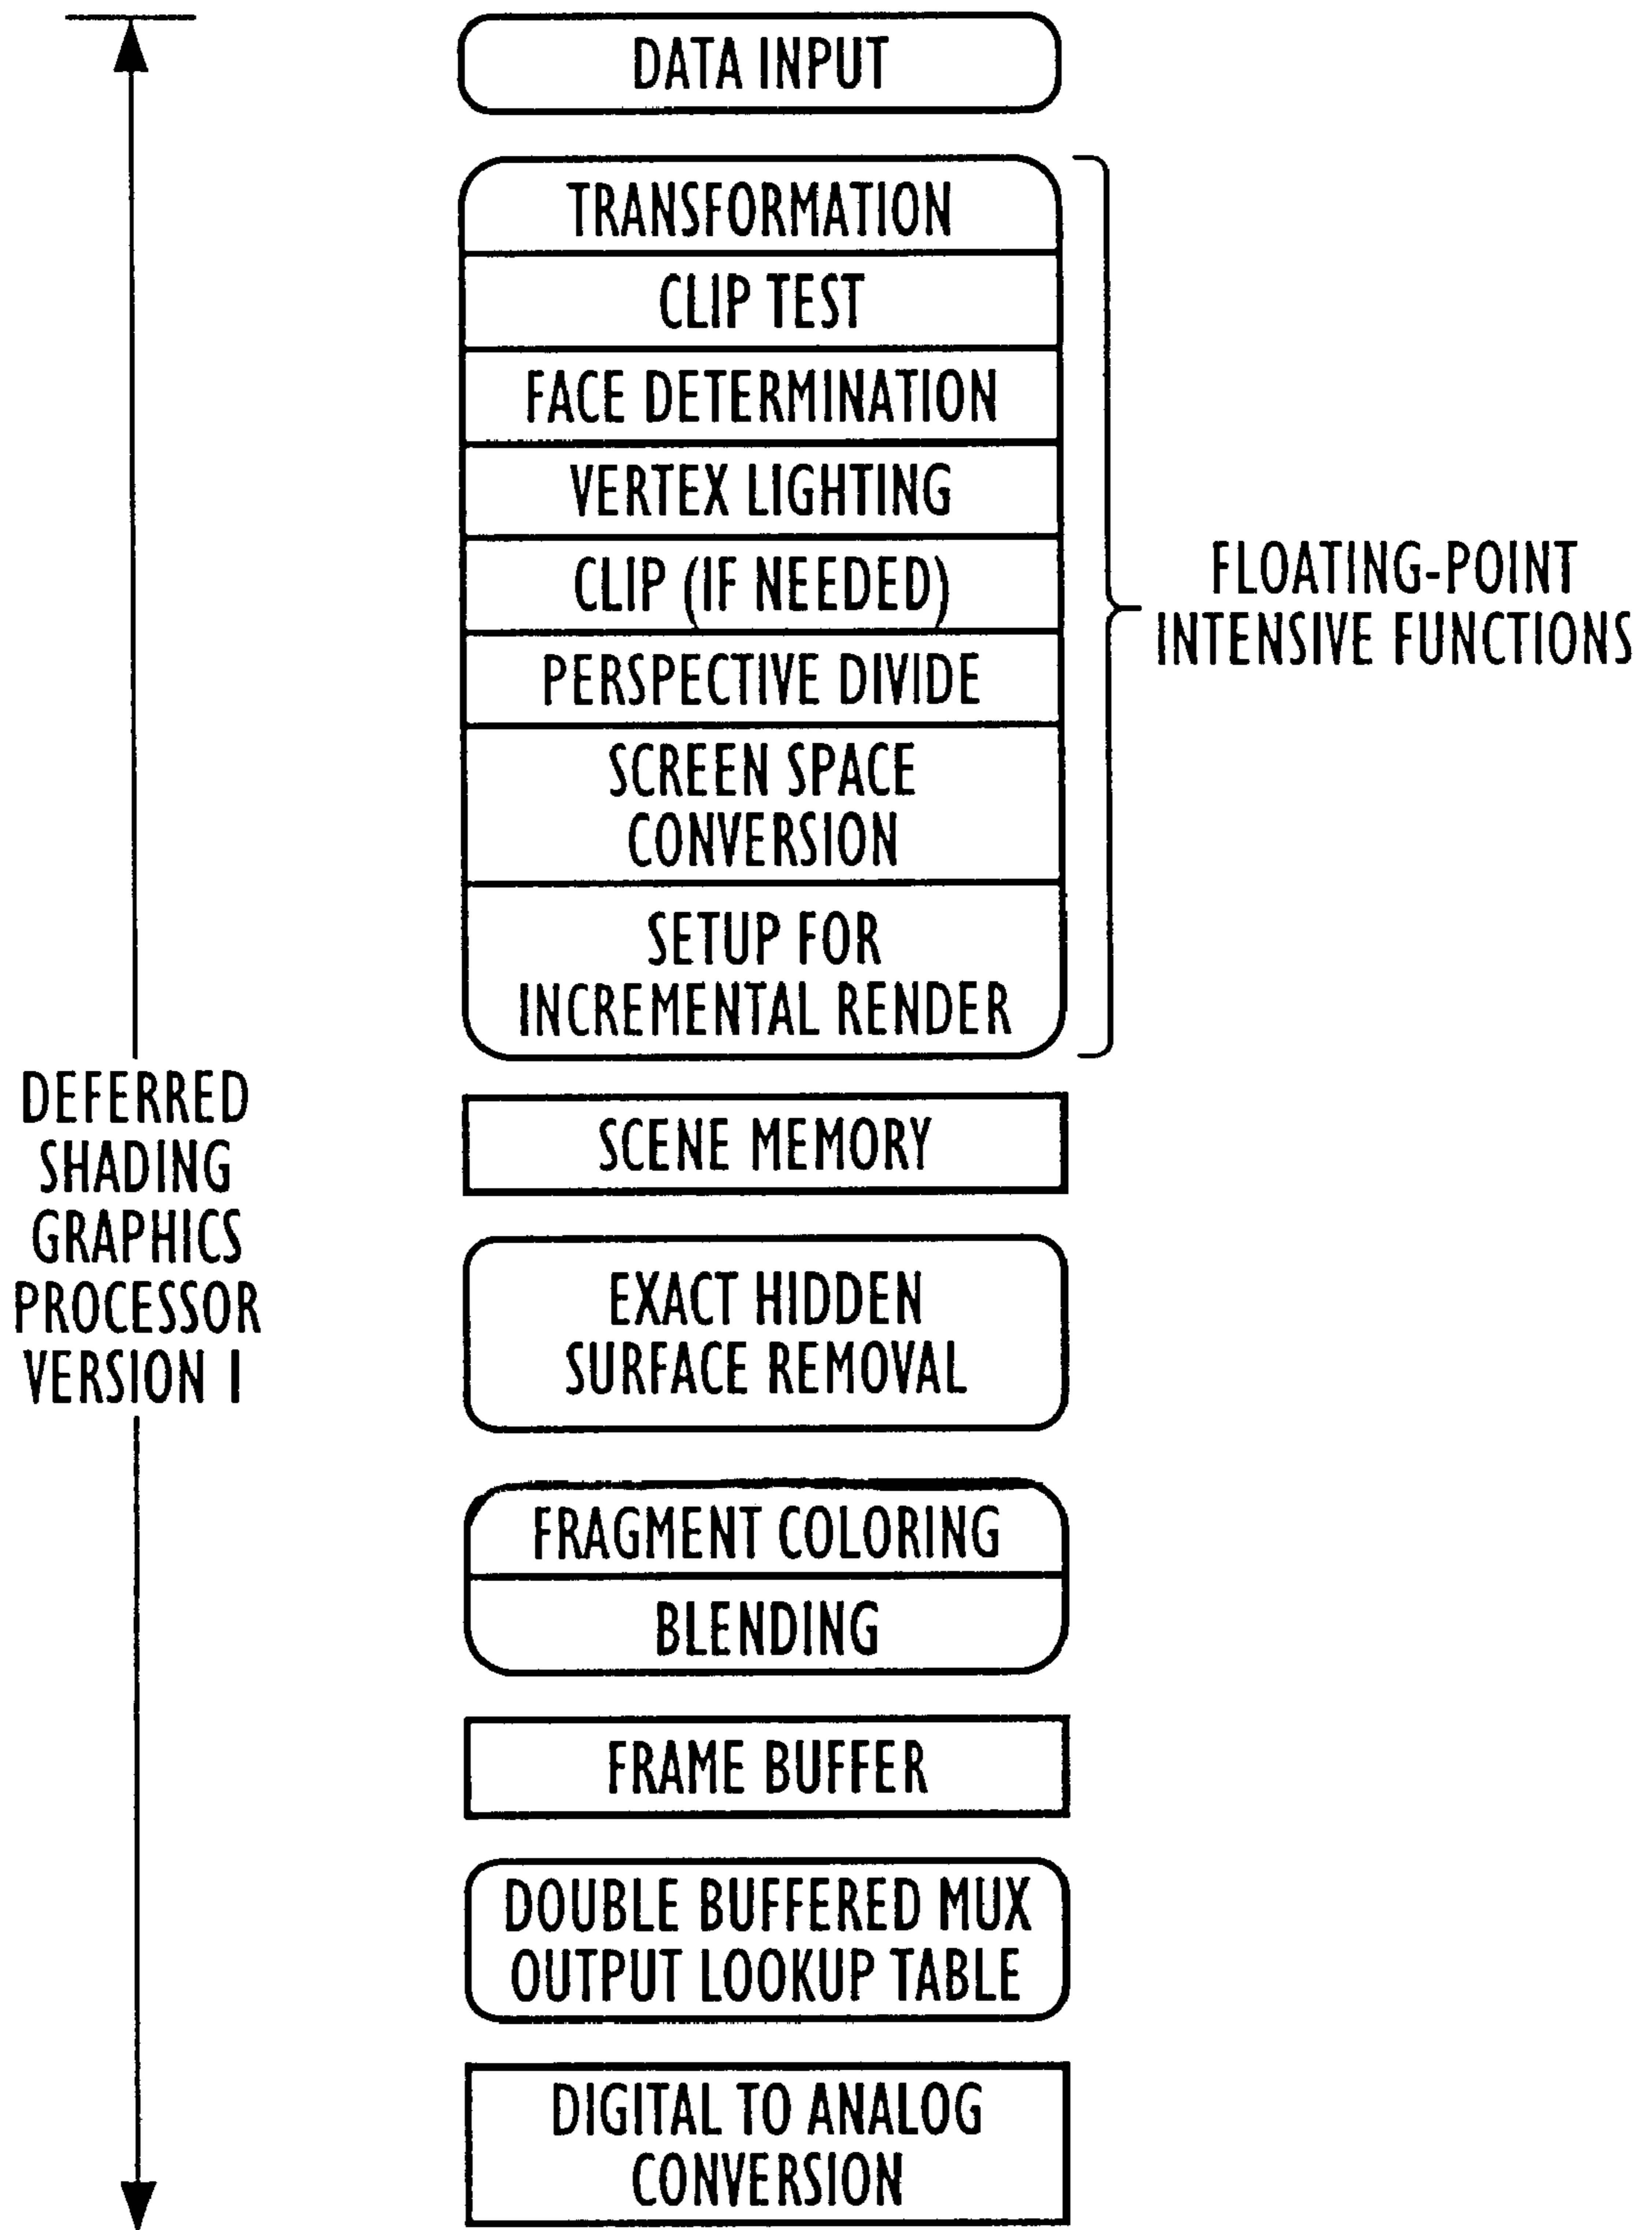 DATA INPUT
TRANSFORMATION
CLIP TEST
FACE DETERMINATION
VERTEX LIGHTING
CLIP (IF NEEDED)
PERSPECTIVE DIVIDE
SCREEN SPACE
CONVERSION
SETUP FOR
INCREMENTAL RENDER
FLOATING-POINT
INTENSIVE FUNCTIONS
DEFERRED
SHADING
GRAPHICS
PROCESSOR
VERSION 1
SCENE MEMORY
EXACT HIDDEN
SURFACE REMOVAL
FRAGMENT COLORING
BLENDING
FRAME BUFFER
DOUBLE BUFFERED MUX
OUTPUT LOOKUP TABLE
DIGITAL TO ANALOG
CONVERSION